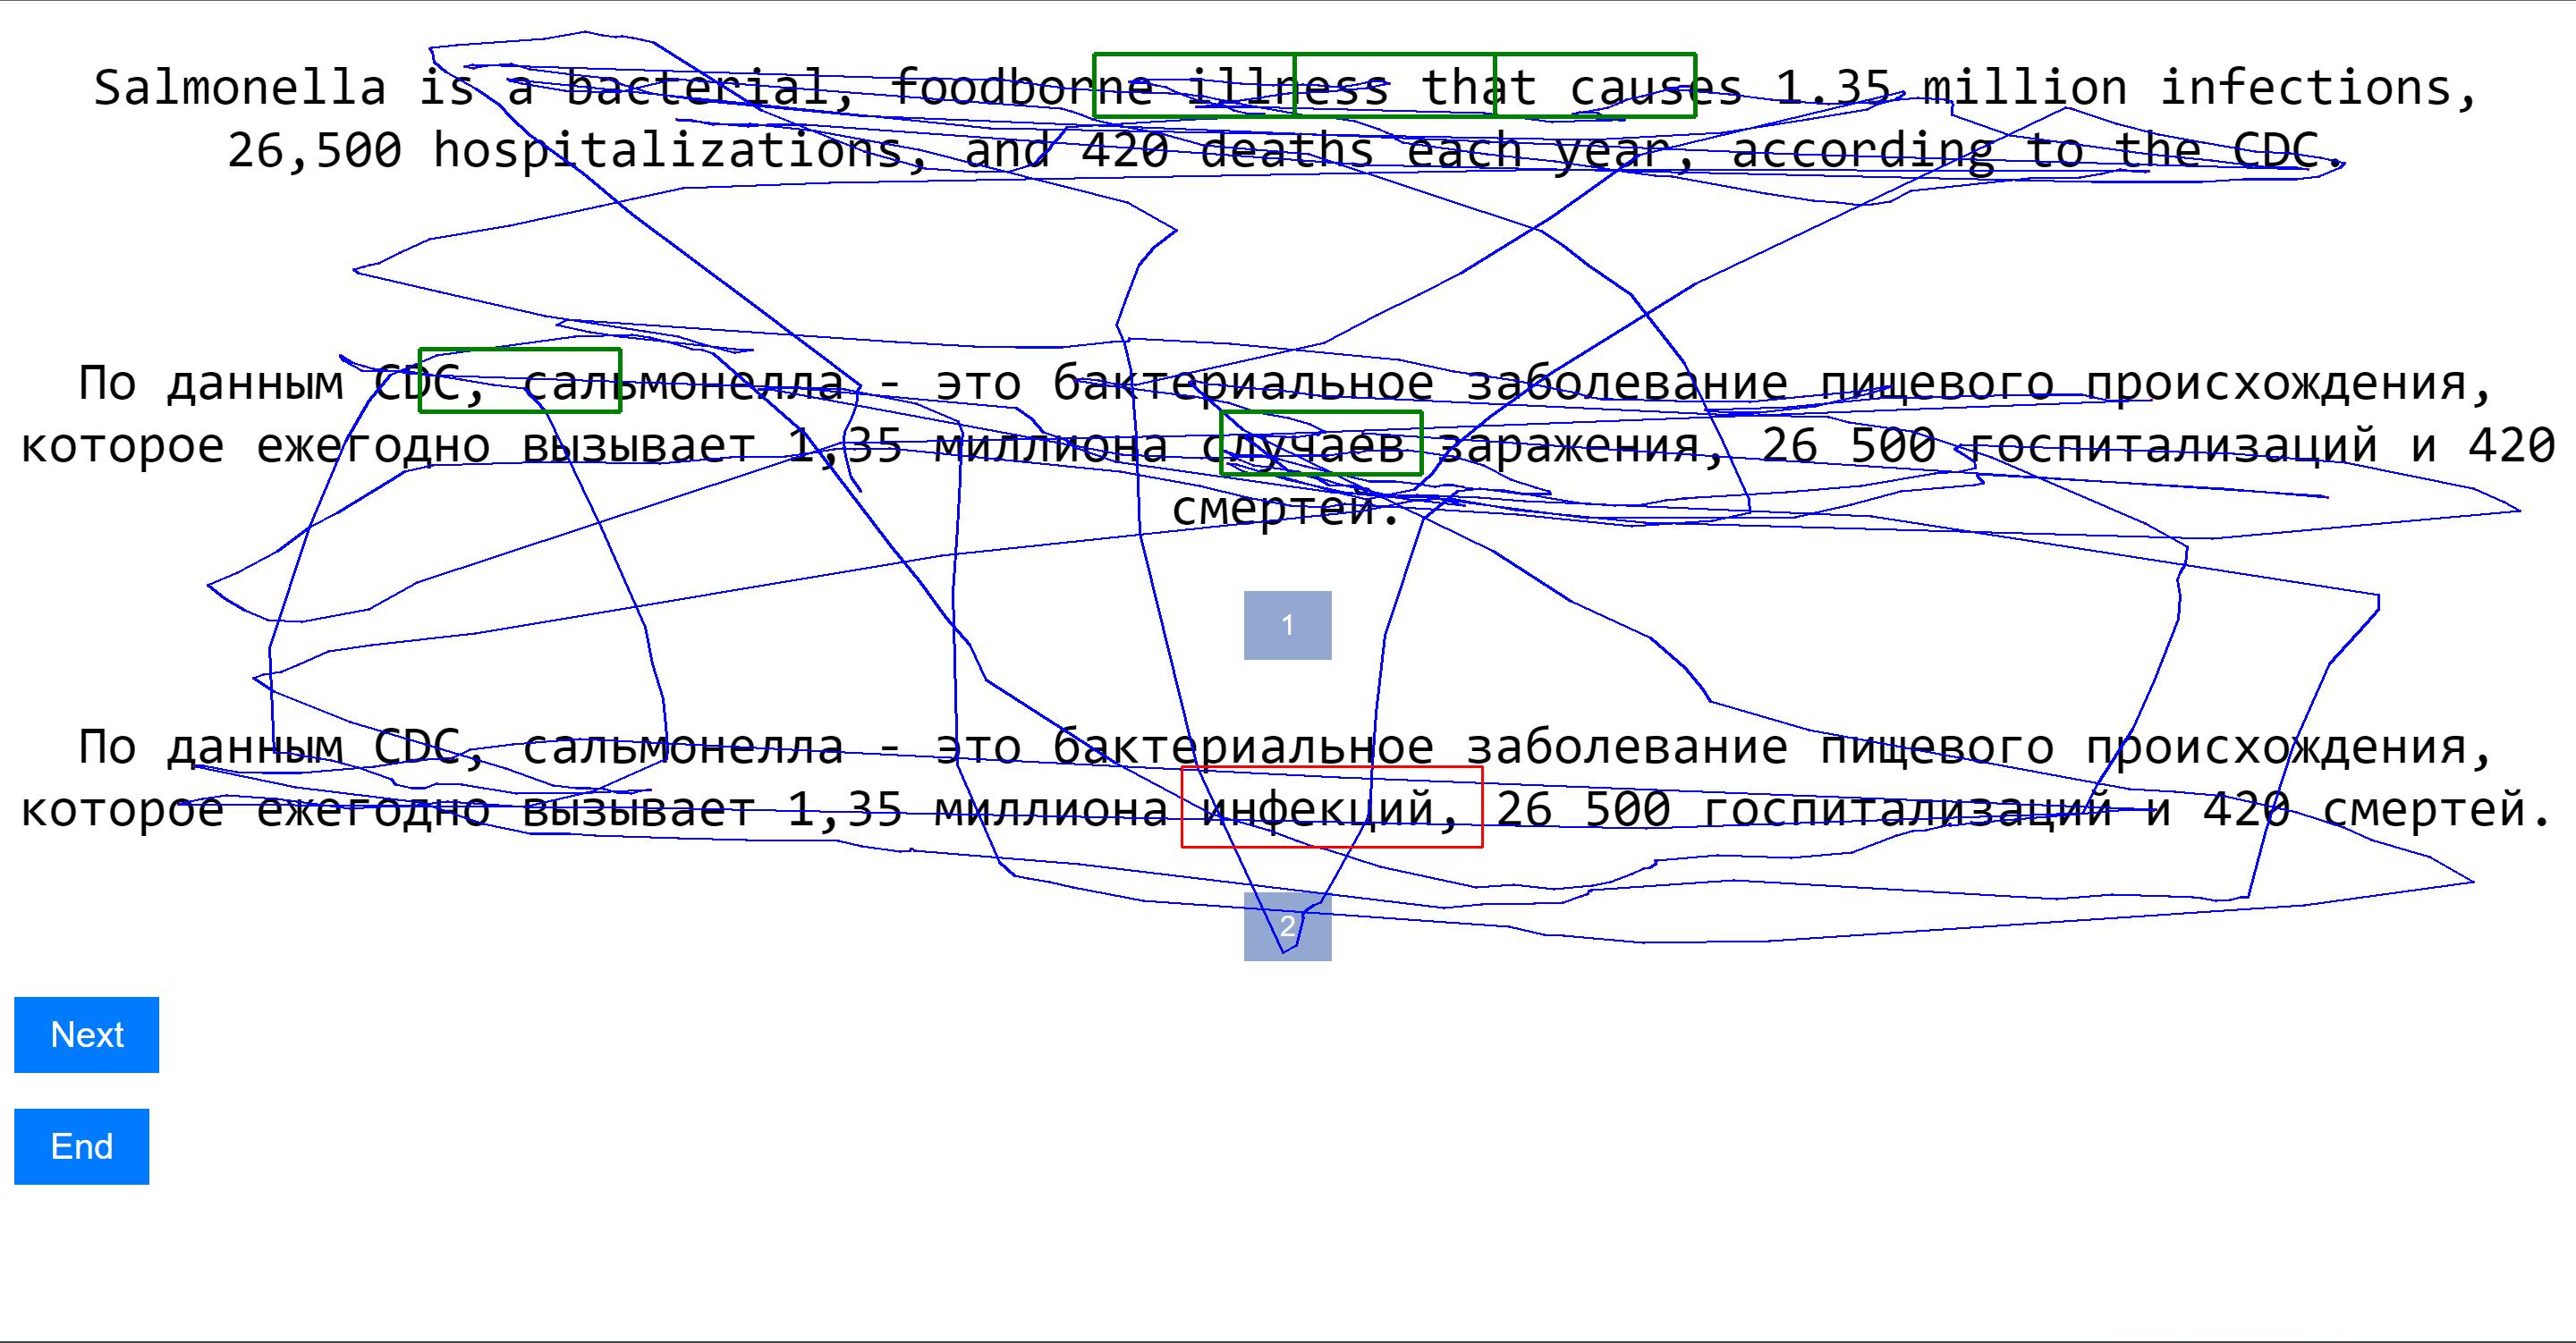 Salmonella is a bacterial, foodborne illness that causes 1.35 million infections,
26,500 hospitalizations, and 420 deaths each year, according to the CDC.
По данным CDC, сальмонелла - это бактериальное заболевание пищевого происхождения,
которое ежегодно вызывает 1,35 миллиона случаев заражения, 26 500 госпитализаций и 420
смертей.
1
По данным CDC, сальмонелла - это бактериальное заболевание пищевого происхождения,
которое ежегодно вызывает 1,35 миллиона инфекций, 26 500 госпитализаций и 420 смертей.
2
Next
End